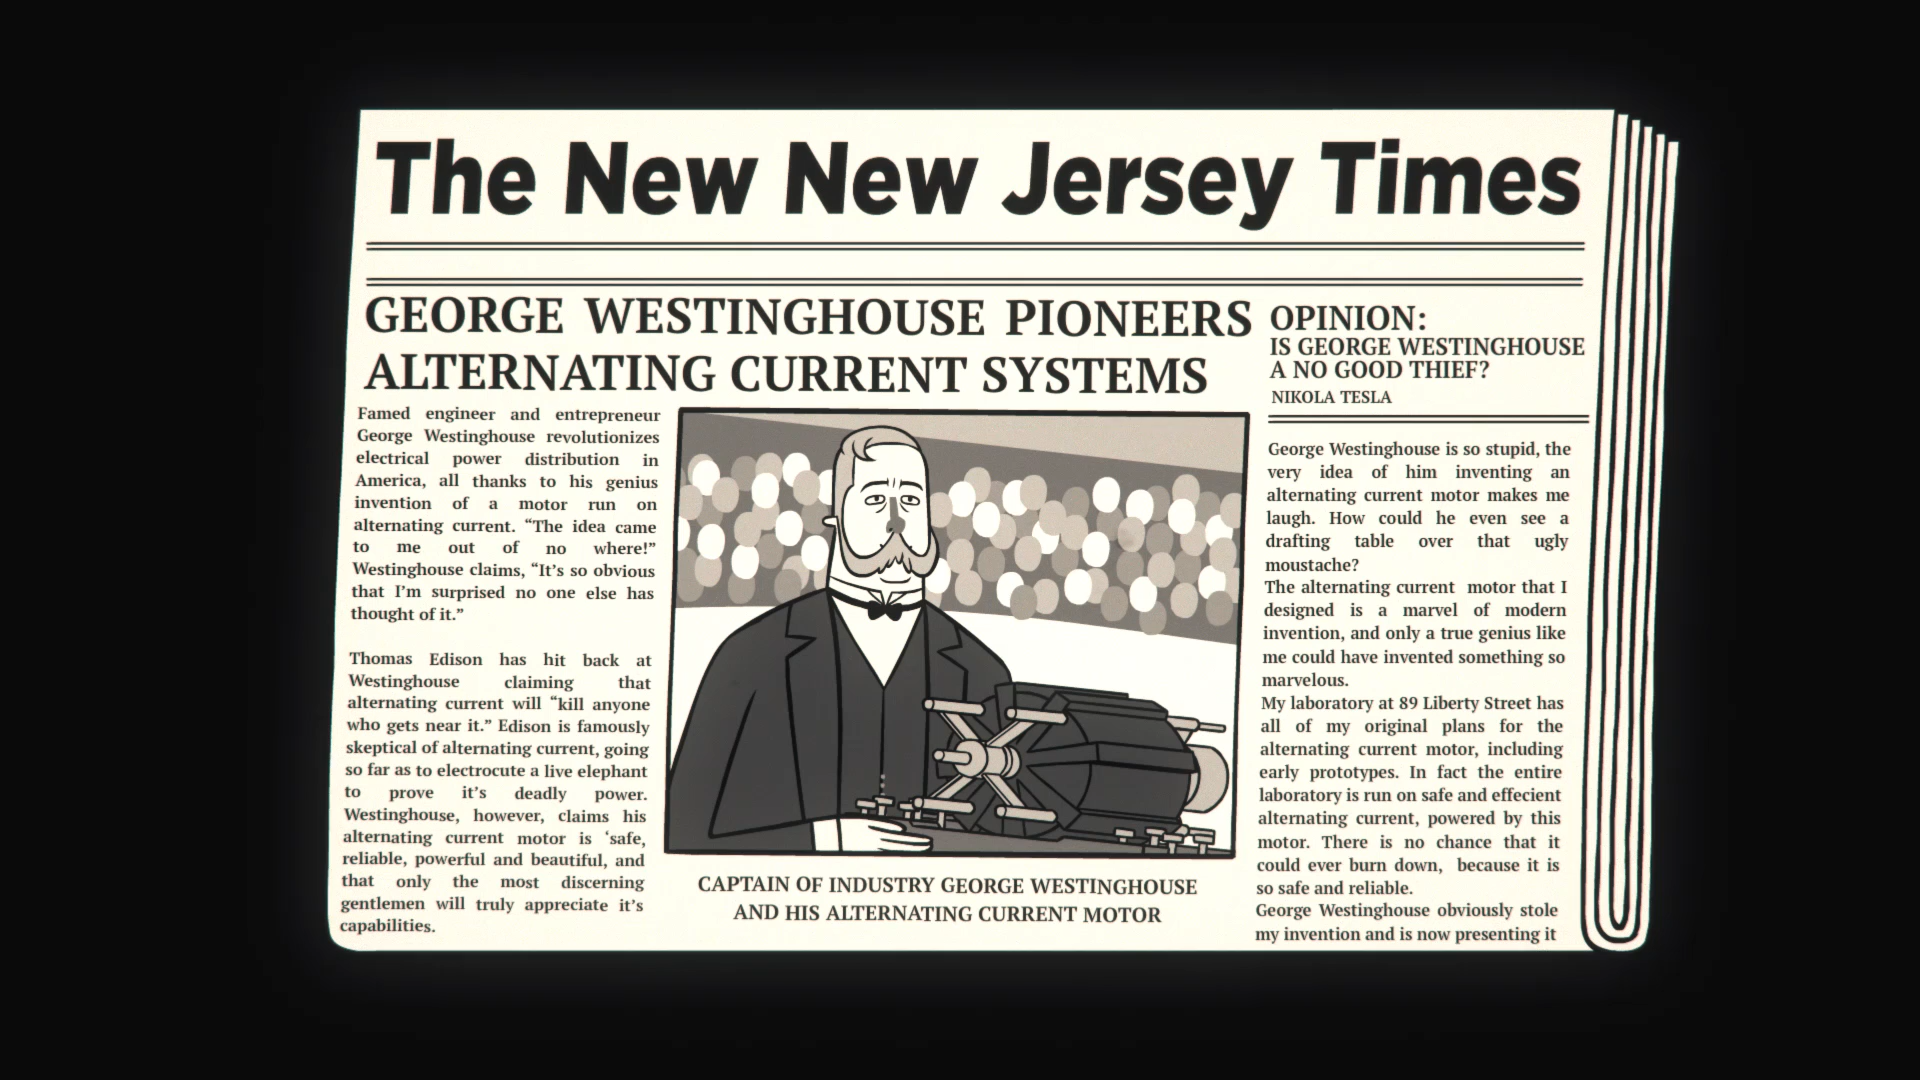 The New New Jersey Times
GEORGE WESTINGHOUSE PIONEERS
ALTERNATING CURRENT SYSTEMS
Famed engineer and entrepreneur
George Westinghouse revolutionizes
electrical power distribution in
America, all thanks to his genius
invention of a motor run on
alternating current. “The idea came
to me out of no where!”
Westinghouse claims, “It’s so obvious
that I’m surprised no one else has
thought of it.”
Thomas Edison has hit back at
Westinghouse claiming that
alternating current will “kill anyone
who gets near it.” Edison is famously
skeptical of alternating current, going
so far as to electrocute a live elephant
to prove it’s deadly power.
Westinghouse, however, claims his
alternating current motor is ‘safe,
reliable, powerful and beautiful, and
that only the most discerning
gentlemen will truly appreciate it’s
capabilities.
CAPTAIN OF INDUSTRY GEORGE WESTINGHOUSE
AND HIS ALTERNATING CURRENT MOTOR
OPINION:
IS GEORGE WESTINGHOUSE
A NO GOOD THIEF?
NIKOLA TESLA
George Westinghouse is so stupid, the
very idea of him inventing an
alternating current motor makes me
laugh. How could he even see a
drafting table over that ugly
moustache?
The alternating current motor that I
designed is a marvel of modern
invention, and only a true genius like
me could have invented something so
marvelous.
My laboratory at 89 Liberty Street has
all of my original plans for the
alternating current motor, including
early prototypes. In fact the entire
laboratory is run on safe and effecient
alternating current, powered by this
motor. There is no chance that it
could ever burn down, because it is
so safe and reliable.
George Westinghouse obviously stole
my invention and is now presenting it